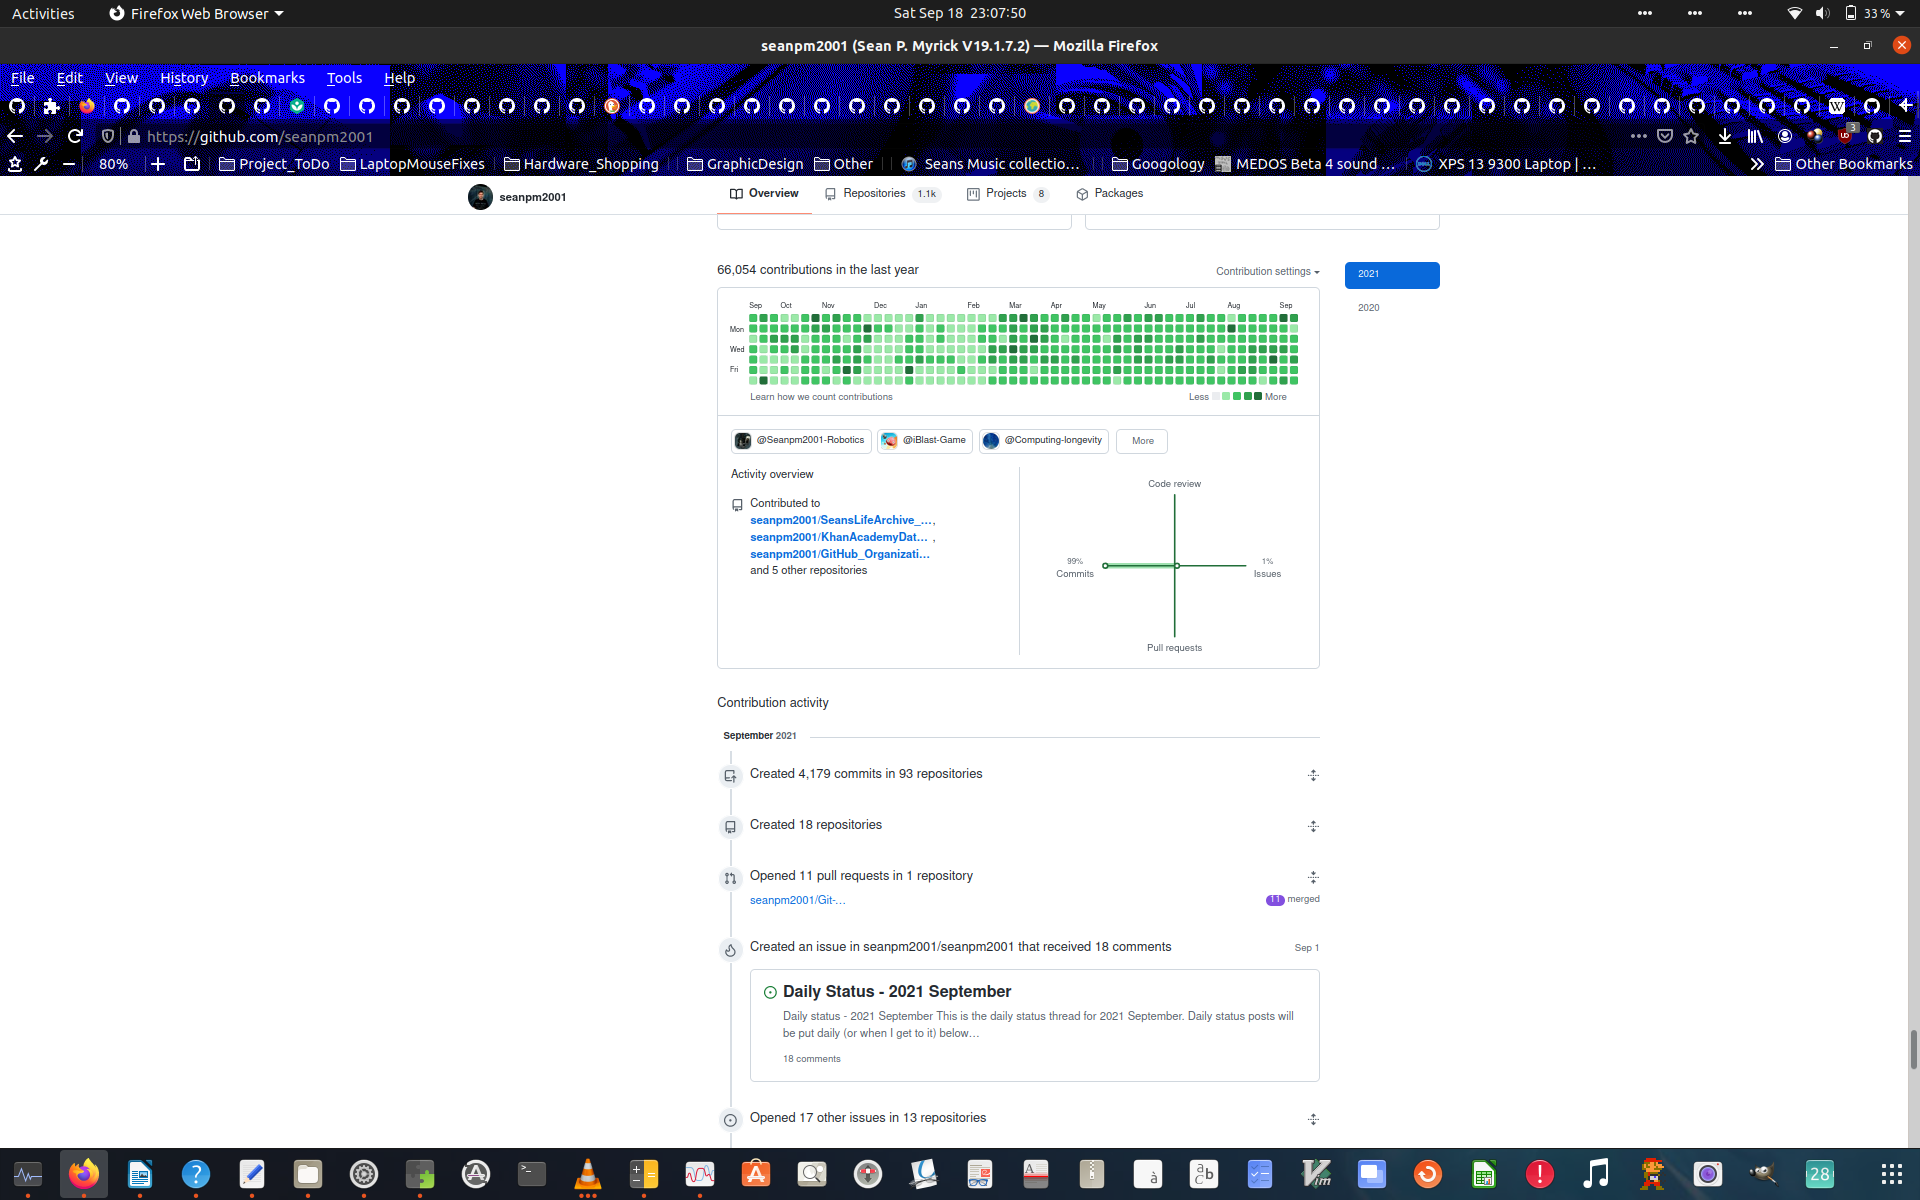 Activities
Firefox Web Browser
Sat Sep 18 23:07:50
33 %
seanpm2001 (Sean P. Myrick V19.1.7.2) — Mozilla Firefox
File Edit View History Bookmarks Tools Help
https://github.com/seanpm2001
3
80%
Project_ToDo
LaptopMouseFixes
Hardware_Shopping
GraphicDesign
Other
Seans Music collectio…
Googology
MEDOS Beta 4 sound …
XPS 13 9300 Laptop | …
Other Bookmarks
seanpm2001
Overview
Repositories 1.1k
Projects 8
Packages
66,054 contributions in the last year
Contribution settings
2021
2020
Sep Oct Nov Dec Jan Feb Mar Apr May Jun Jul Aug Sep
Mon
Wed
Fri
Learn how we count contributions
Less More
@Seanpm2001-Robotics
@iBlast-Game
@Computing-longevity
More
Activity overview
Contributed to
seanpm2001/SeansLifeArchive_…,
seanpm2001/KhanAcademyDat… ,
seanpm2001/GitHub_Organizati…
and 5 other repositories
Code review
99%
Commits
1%
Issues
Pull requests
Contribution activity
September 2021
Created 4,179 commits in 93 repositories
Created 18 repositories
Opened 11 pull requests in 1 repository
seanpm2001/Git-…
11 merged
Created an issue in seanpm2001/seanpm2001 that received 18 comments
Sep 1
Daily Status - 2021 September
Daily status - 2021 September This is the daily status thread for 2021 September. Daily status posts will
be put daily (or when I get to it) below…
18 comments
Opened 17 other issues in 13 repositories
28